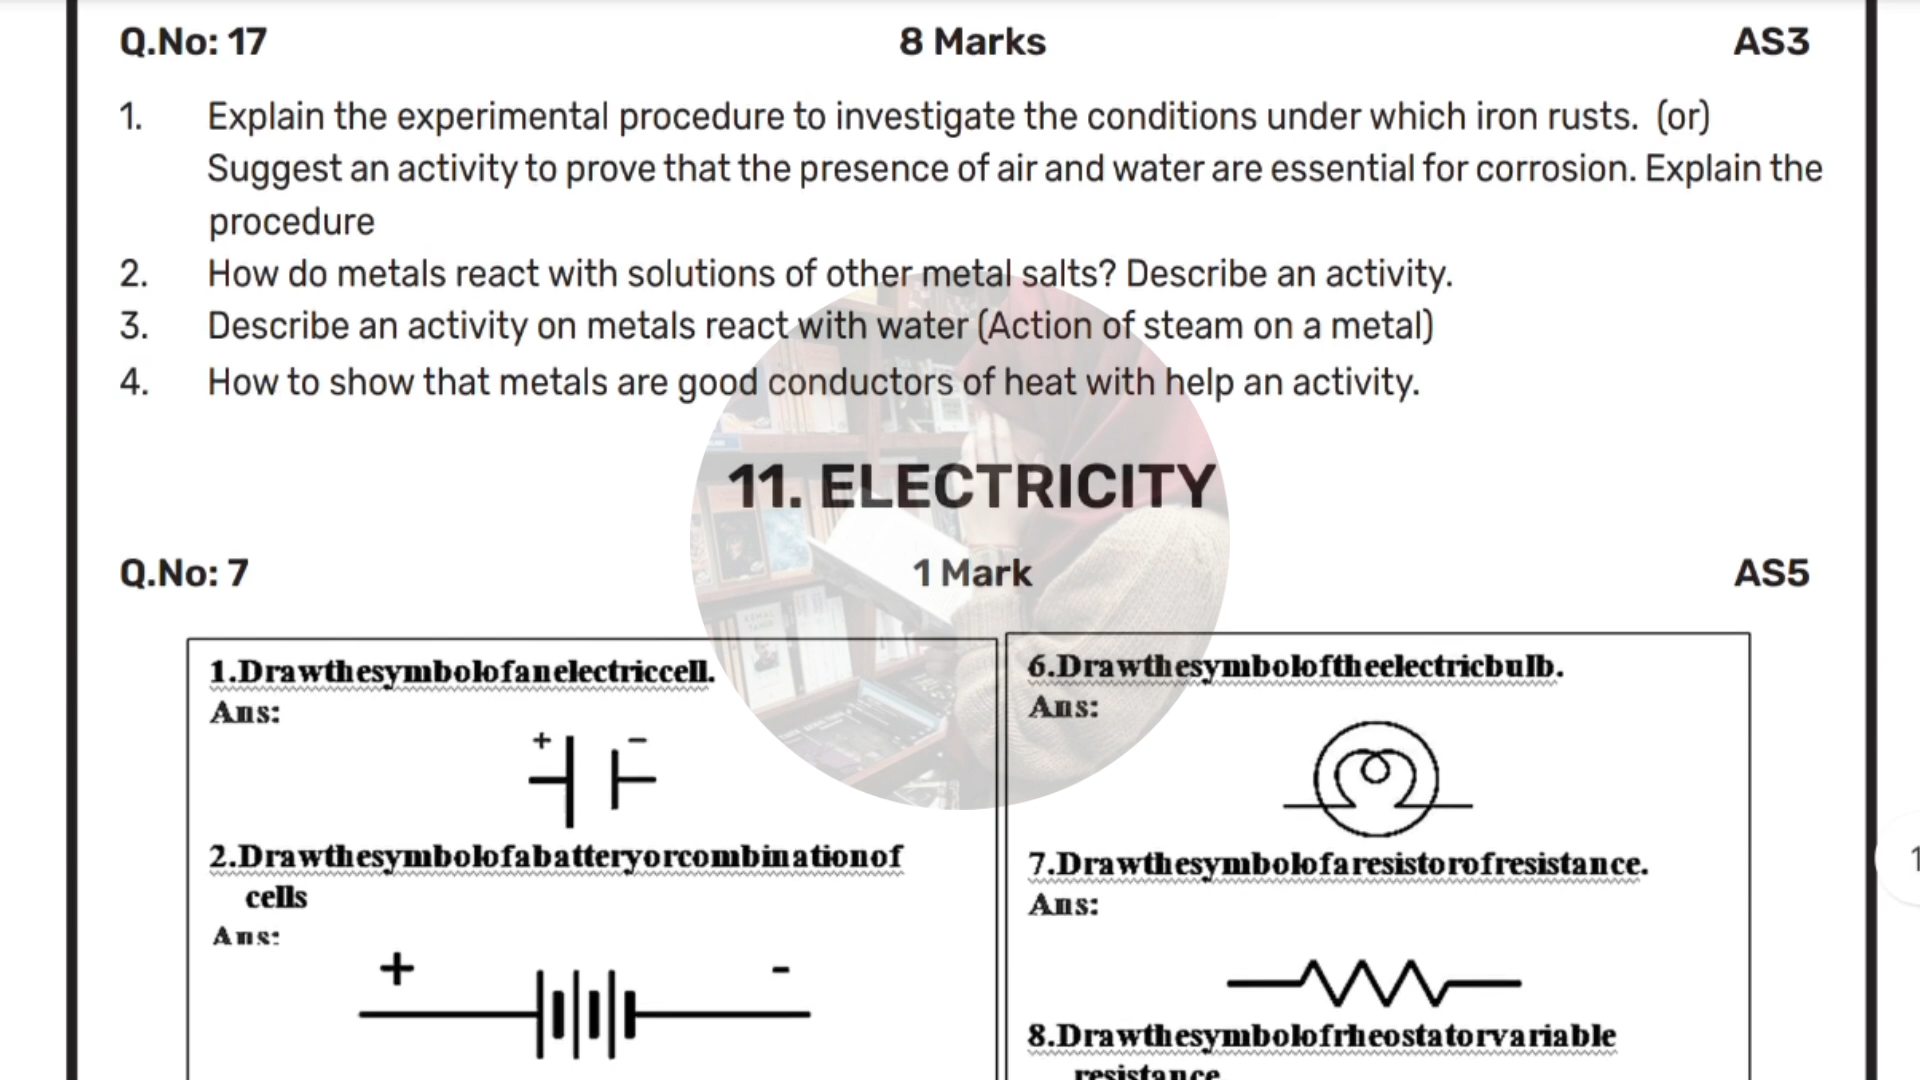 Q.No: 17 8 Marks AS3
1. Explain the experimental procedure to investigate the conditions under which iron rusts. (or)
Suggest an activity to prove that the presence of air and water are essential for corrosion. Explain the
procedure
2. How do metals react with solutions of other metal salts? Describe an activity.
3. Describe an activity on metals react with water (Action of steam on a metal)
4. How to show that metals are good conductors of heat with help an activity.
11. ELECTRICITY
Q.No: 7 1 Mark AS5
1.Drawthesymbolofanelectriccell.
Ans:
+ -
2.Drawthesymbolofabatteryorcombinationof
cells
Ans:
+ -
6.Drawthesymboloftheelectricbulb.
Ans:
7.Drawthesymbolofaresistorofresistance.
Ans:
8.Drawthesymbolofrheostatorvariable
resistance
1